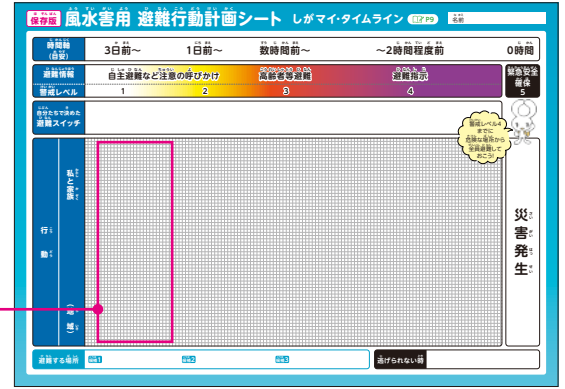 保存版 風水害用 避難行動計画シート しがマイ・タイムライン P9 名前
時間軸
(目安)
3日前～ 1日前～ 数時間前～ ～2時間程度前 0時間
避難情報 自主避難など注意の呼びかけ 高齢者等避難 避難指示 緊急安全
確保
警戒レベル 1 2 3 4 5
自分たちで決めた
避難スイッチ
警戒レベル4
までに
危険な場所から
全員避難して
おこう!
私と家族
行動
(地域)
災害発生
避難する場所 1 2 3 逃げられない時